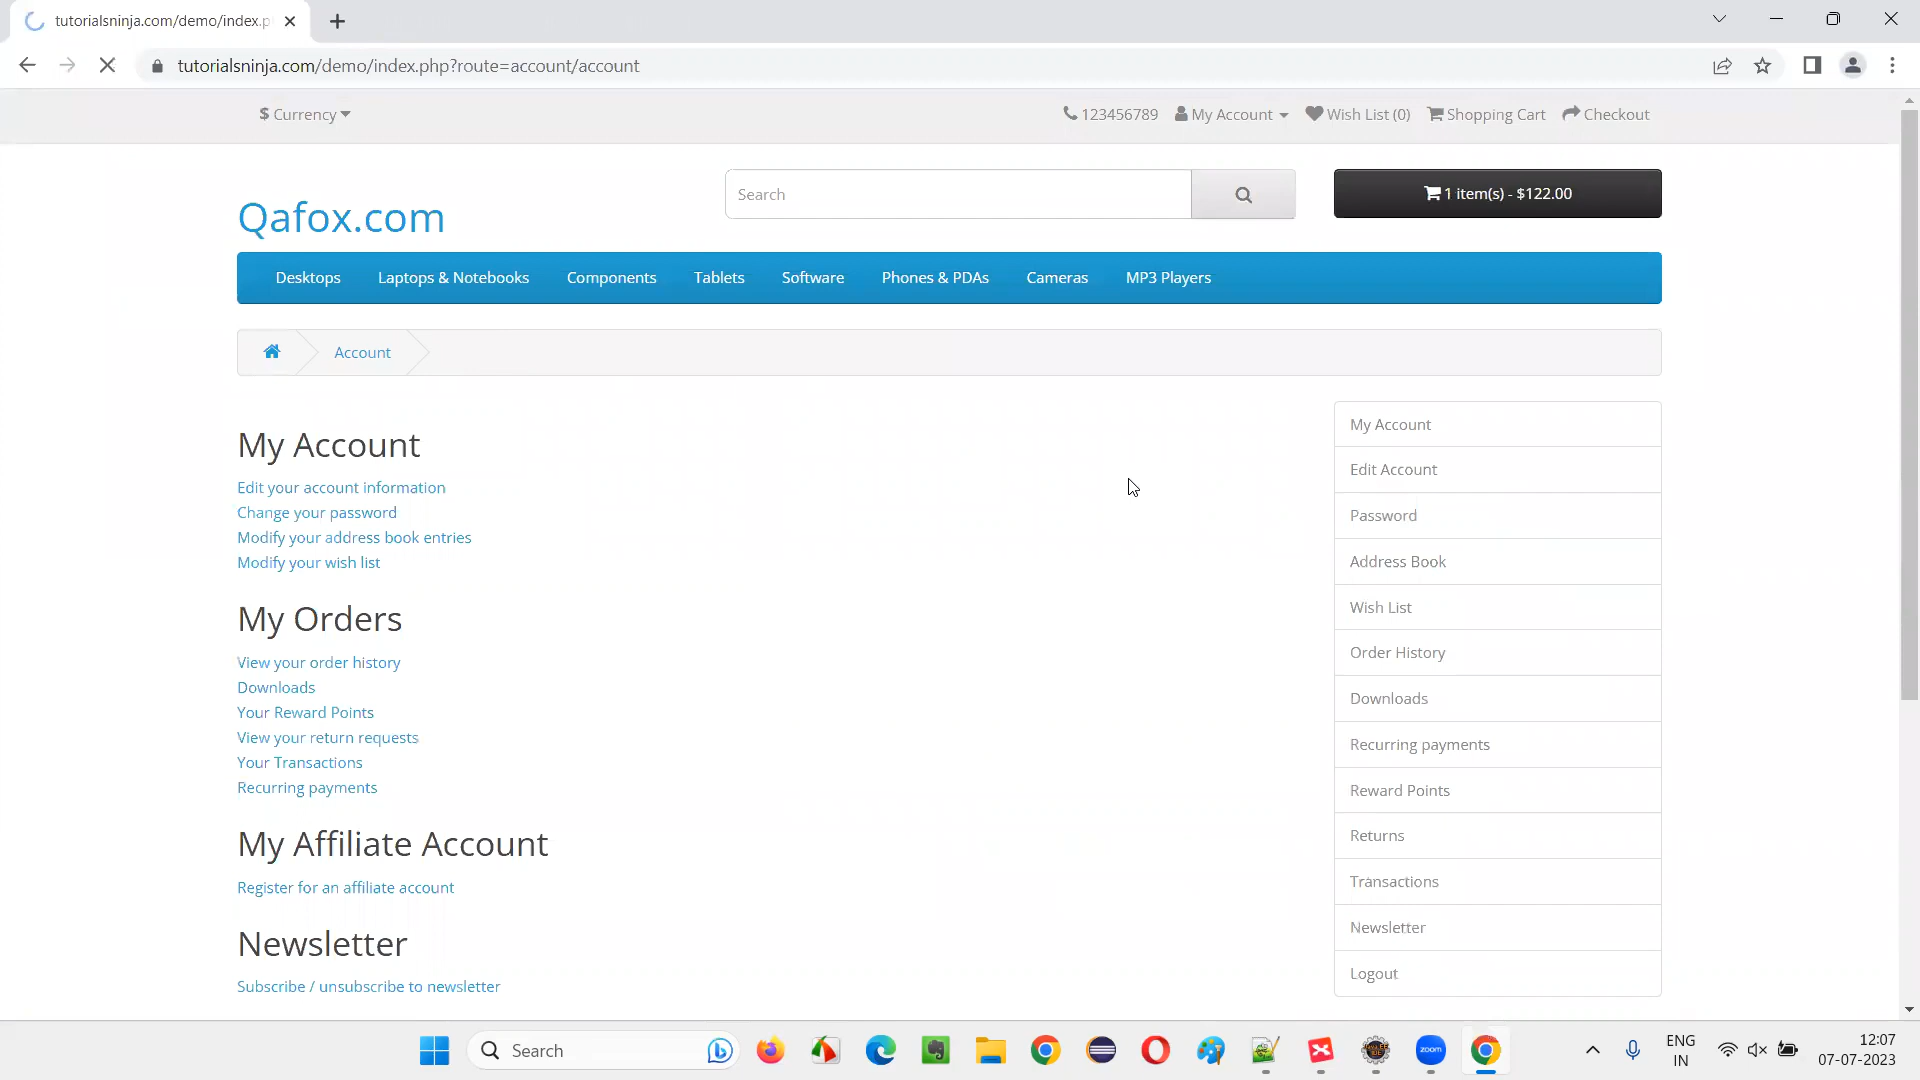 tutorialsninja.com/demo/index.p
tutorialsninja.com/demo/index.php?route=account/account
$ Currency
123456789 My Account Wish List (0) Shopping Cart Checkout
Qafox.com
Search
1 item(s) - $122.00
Desktops Laptops & Notebooks Components Tablets Software Phones & PDAs Cameras MP3 Players
Account
My Account
Edit your account information
Change your password
Modify your address book entries
Modify your wish list
My Orders
View your order history
Downloads
Your Reward Points
View your return requests
Your Transactions
Recurring payments
My Affiliate Account
Register for an affiliate account
Newsletter
Subscribe / unsubscribe to newsletter
My Account
Edit Account
Password
Address Book
Wish List
Order History
Downloads
Recurring payments
Reward Points
Returns
Transactions
Newsletter
Logout
Search
zoom
ENG
IN
12:07
07-07-2023